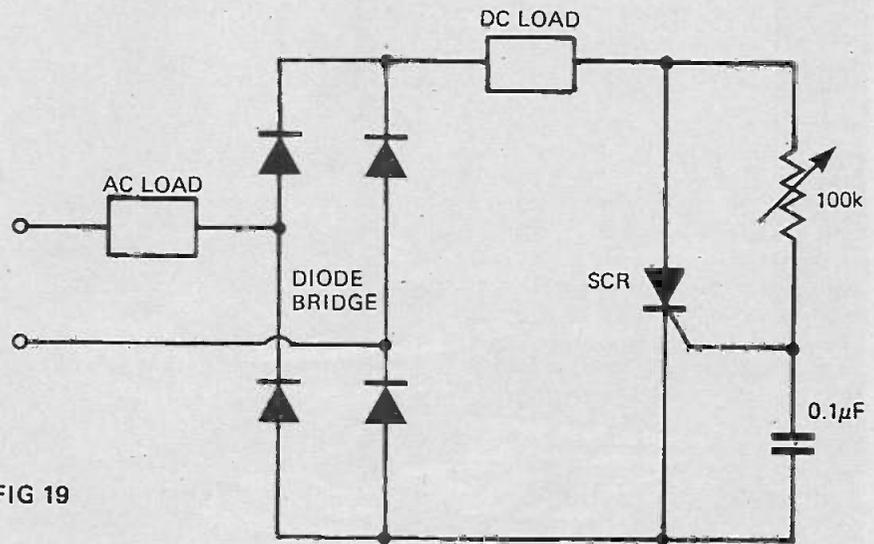 DC LOAD
AC LOAD
100k
DIODE
BRIDGE
SCR
0.1µF
FIG 19